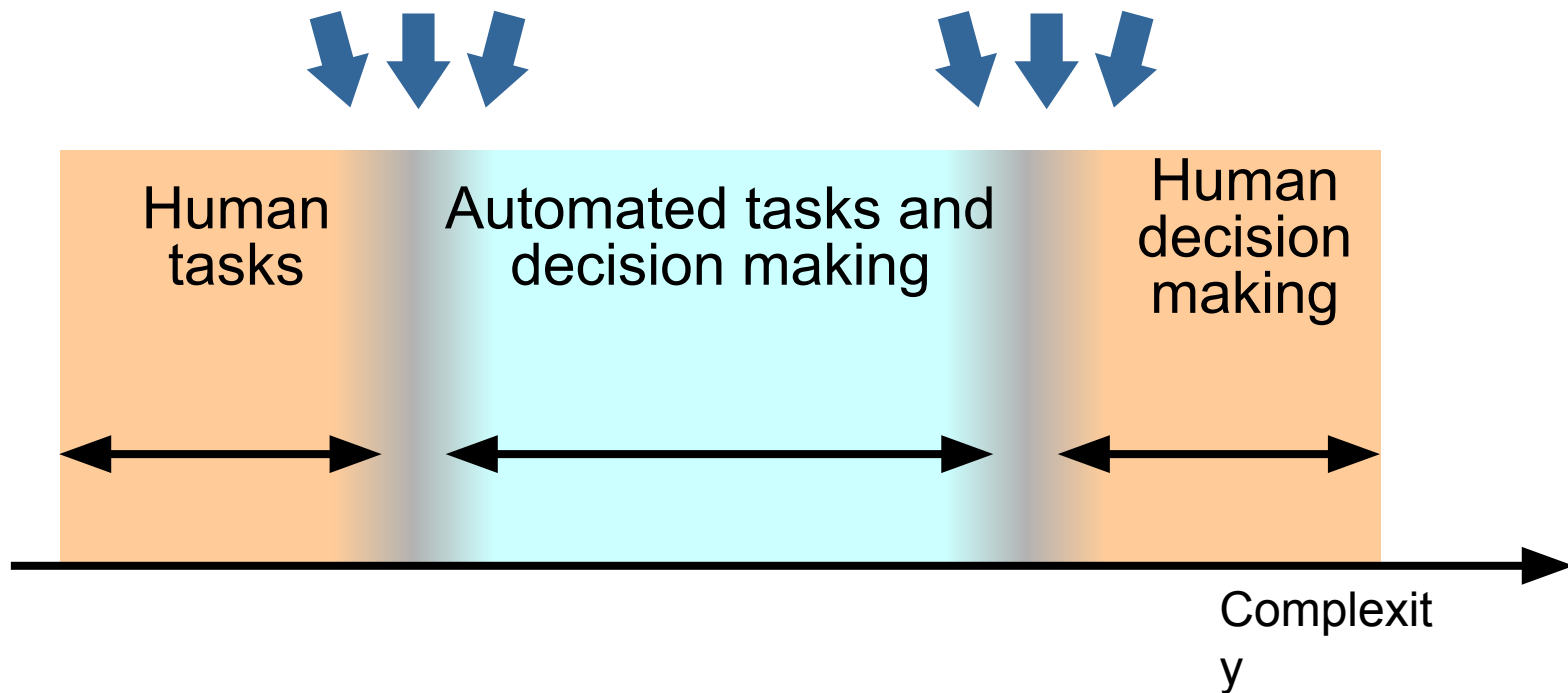 Human
tasks
Automated tasks and
decision making
Human
decision
making
Complexit
y